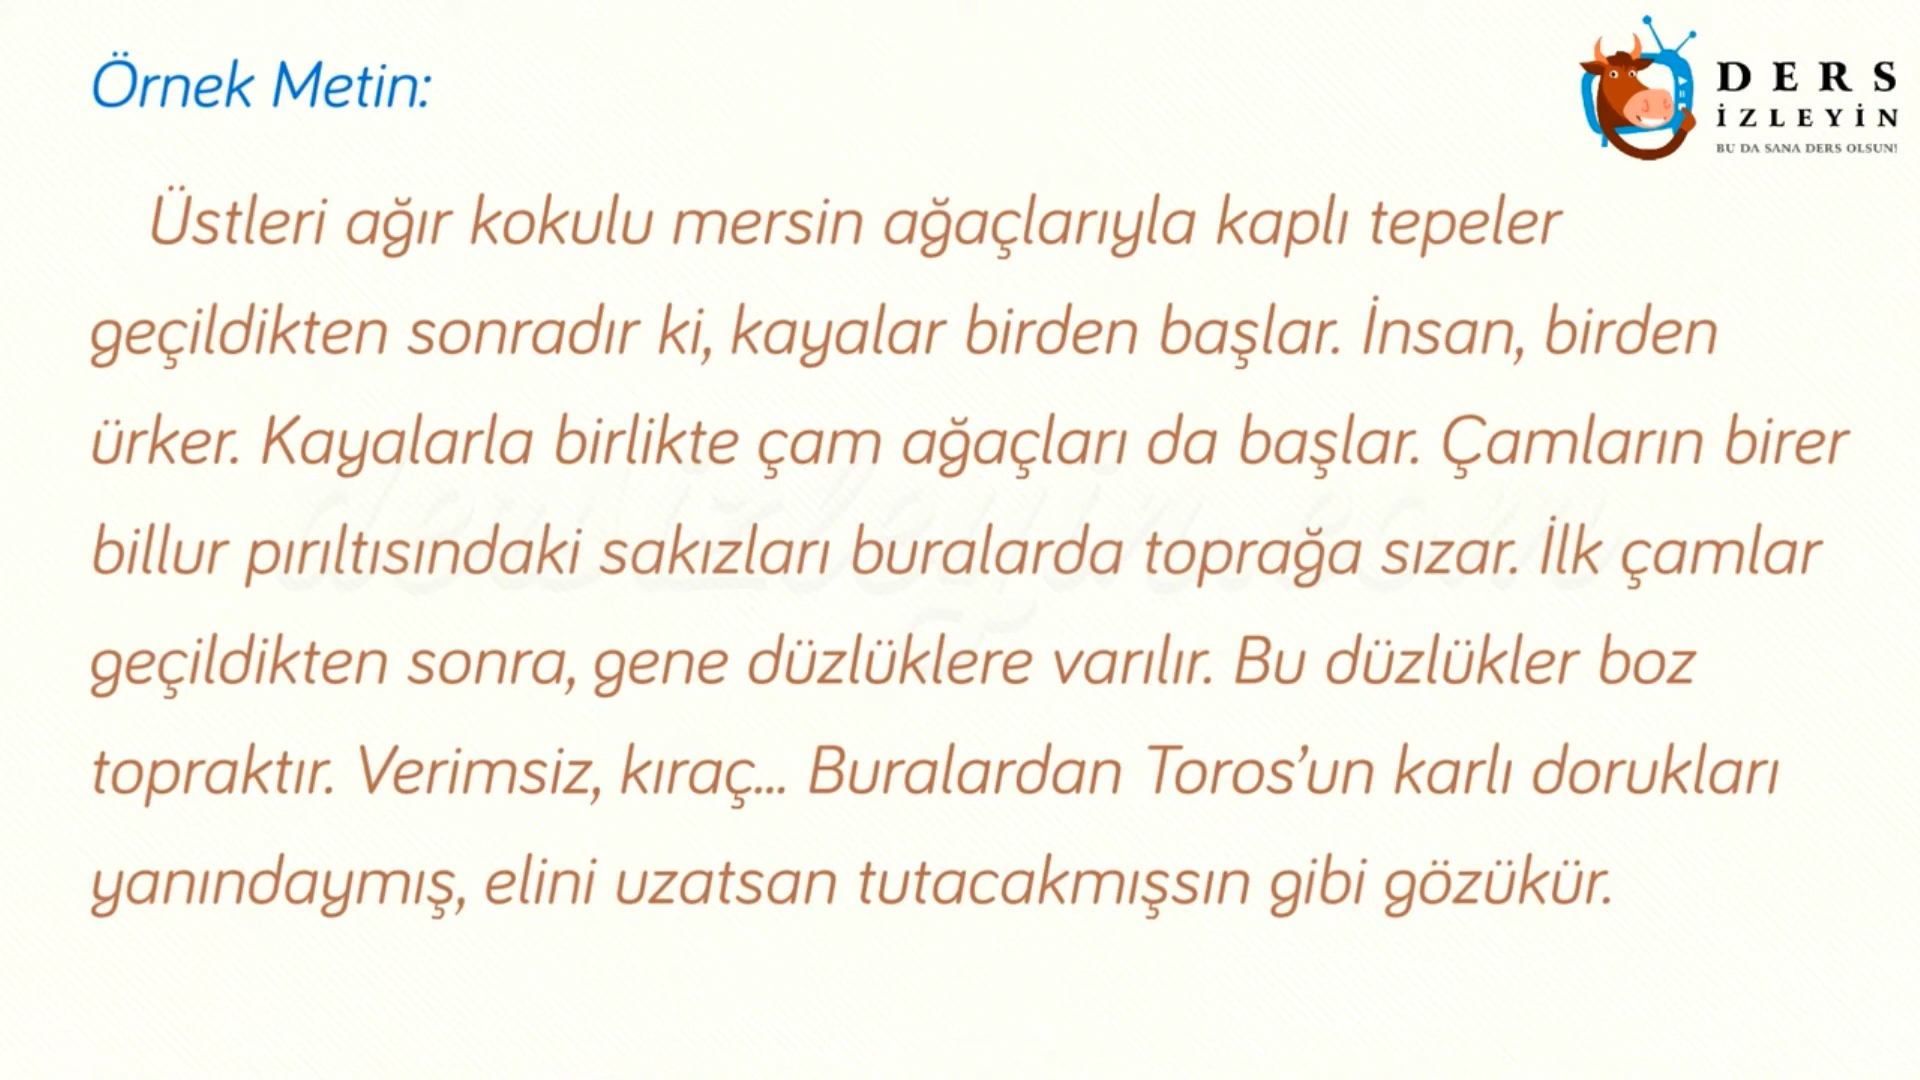 Örnek Metin:
DERS
İZLEYİN
BU DA SANA DERS OLSUN!
Üstleri ağır kokulu mersin ağaçlarıyla kaplı tepeler
geçildikten sonradır ki, kayalar birden başlar. İnsan, birden
ürker. Kayalarla birlikte çam ağaçları da başlar. Çamların birer
billur pırıltısındaki sakızları buralarda toprağa sızar. İlk çamlar
geçildikten sonra, gene düzlüklere varılır. Bu düzlükler boz
topraktır. Verimsiz, kıraç... Buralardan Toros’un karlı dorukları
yanındaymış, elini uzatsan tutacakmışsın gibi gözükür.
dersizleyin.com